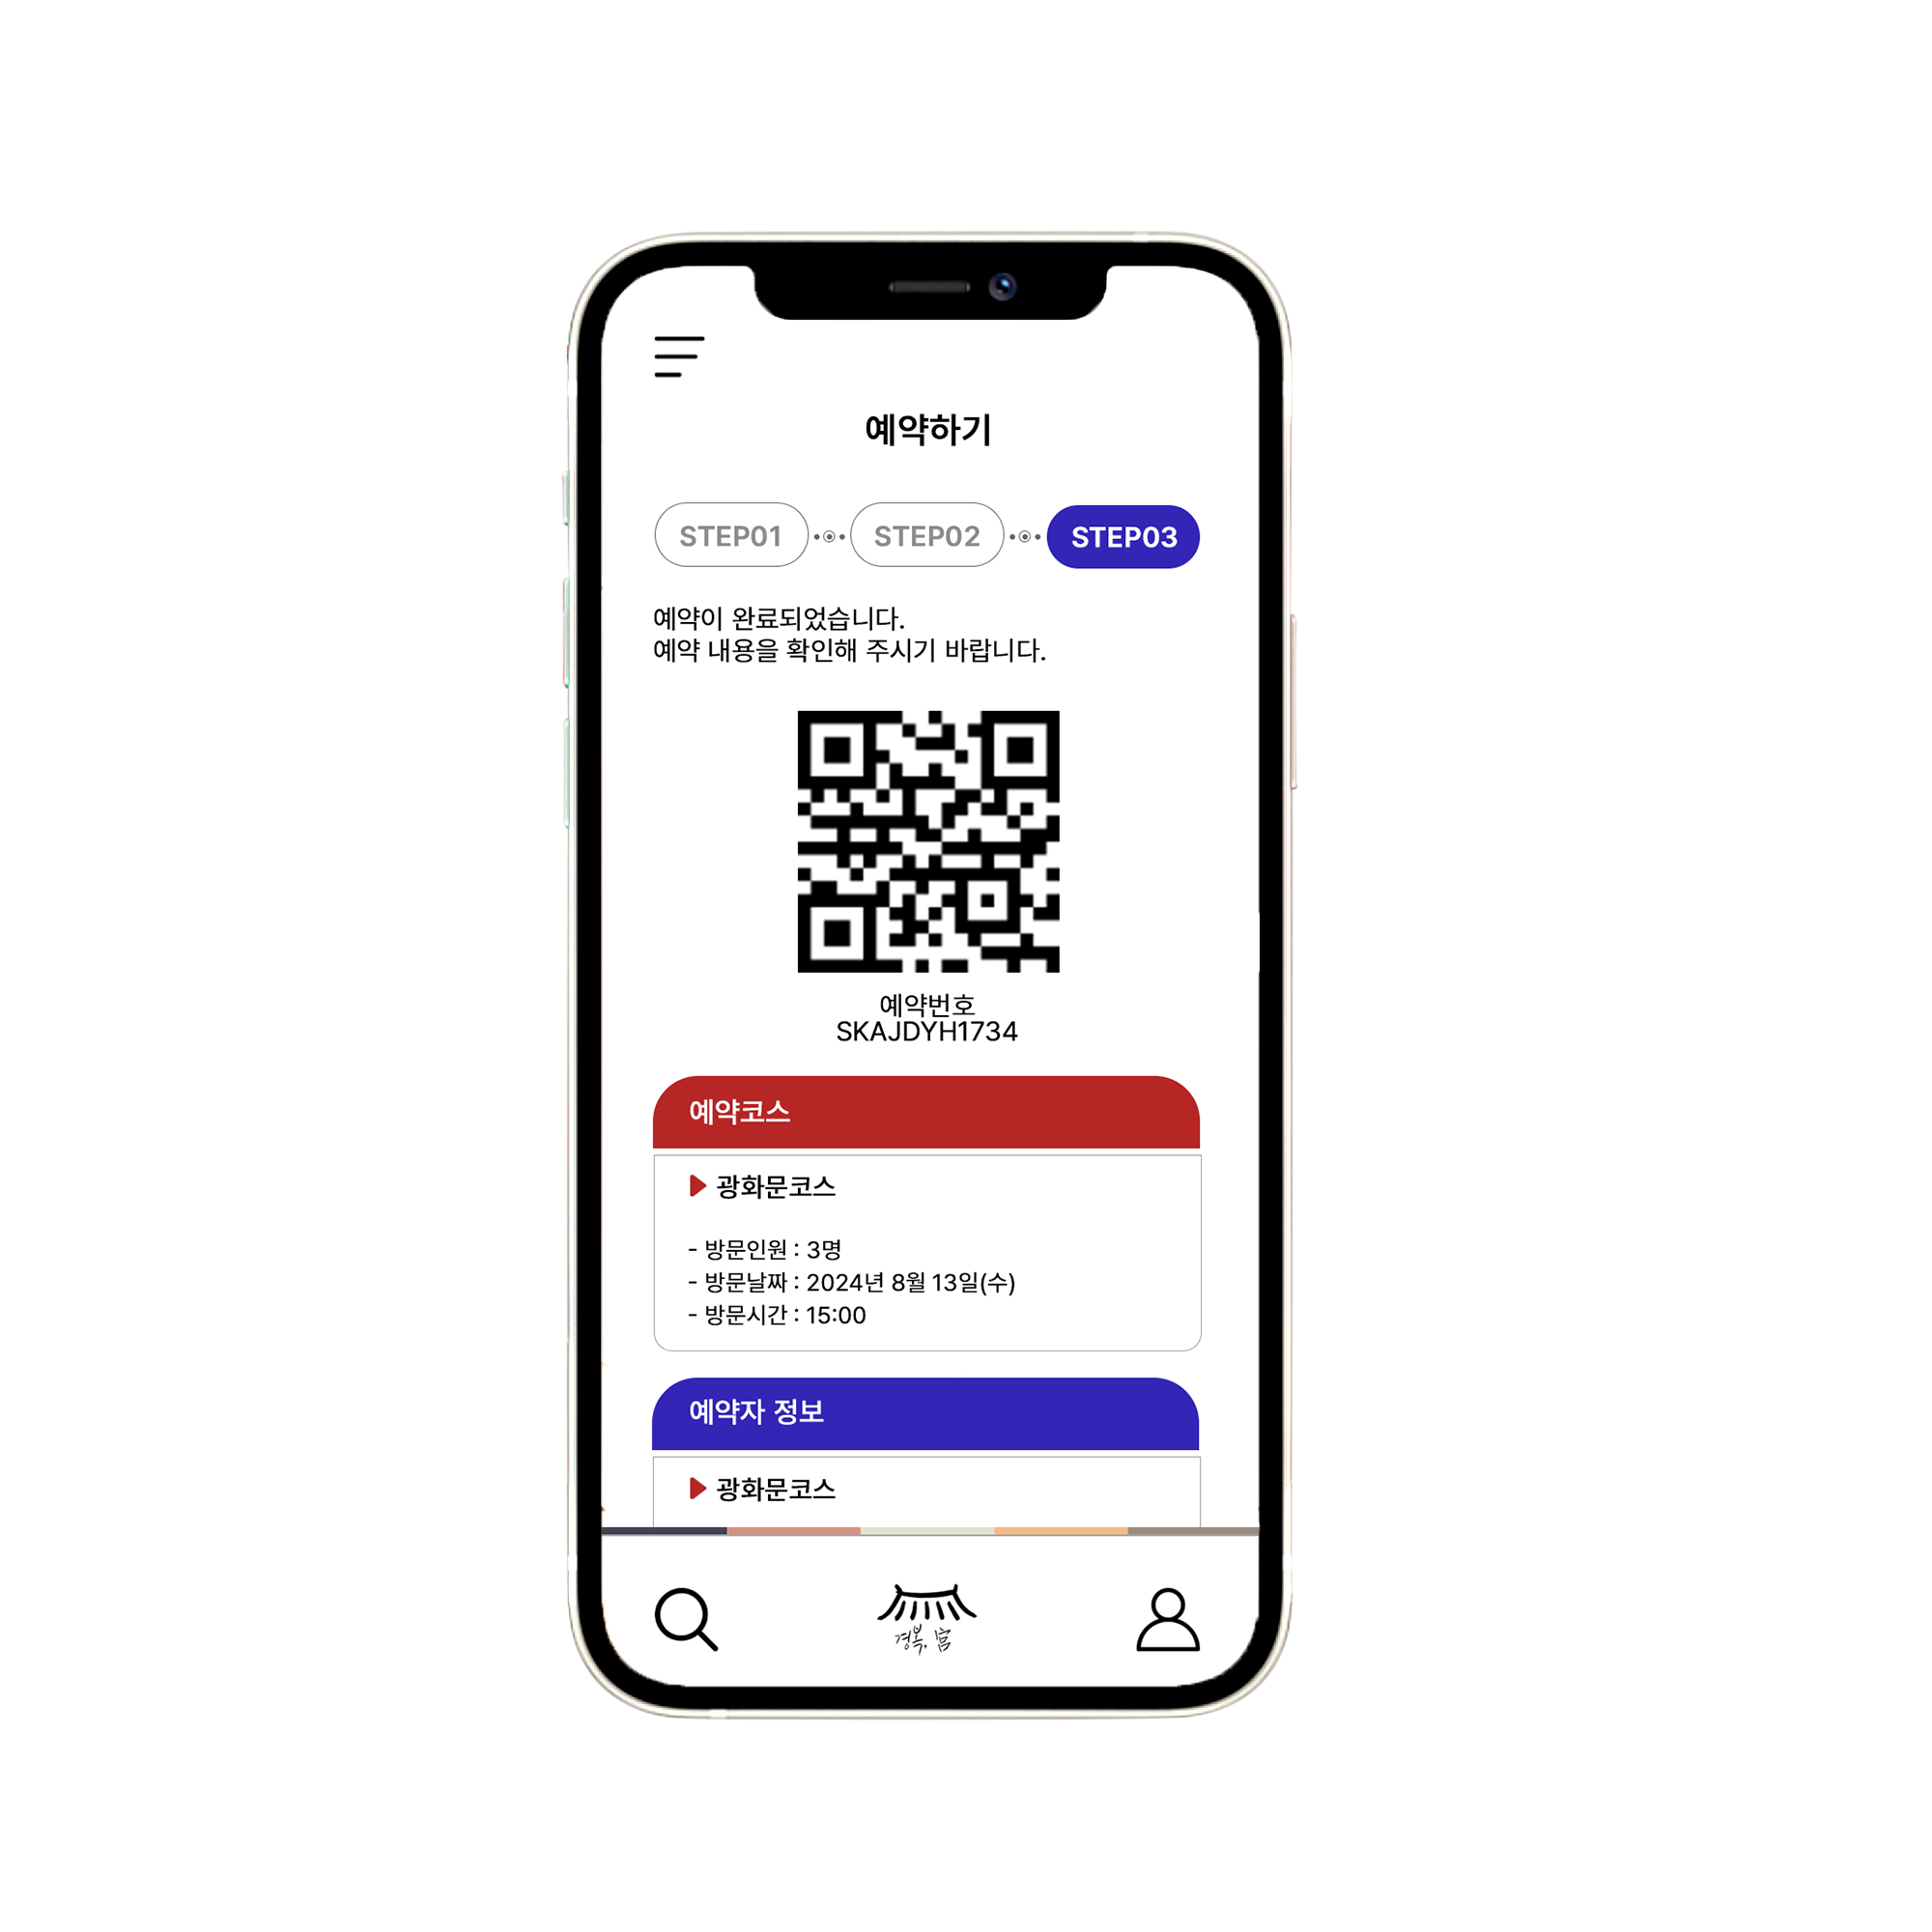 예약하기
STEP01 STEP02 STEP03
예약이 완료되었습니다.
예약 내용을 확인해 주시기 바랍니다.
예약번호
SKAJDYH1734
예약코스
광화문코스
- 방문인원 : 3명
- 방문날짜 : 2024년 8월 13일(수)
- 방문시간 : 15:00
예약자 정보
광화문코스
경복, 宮